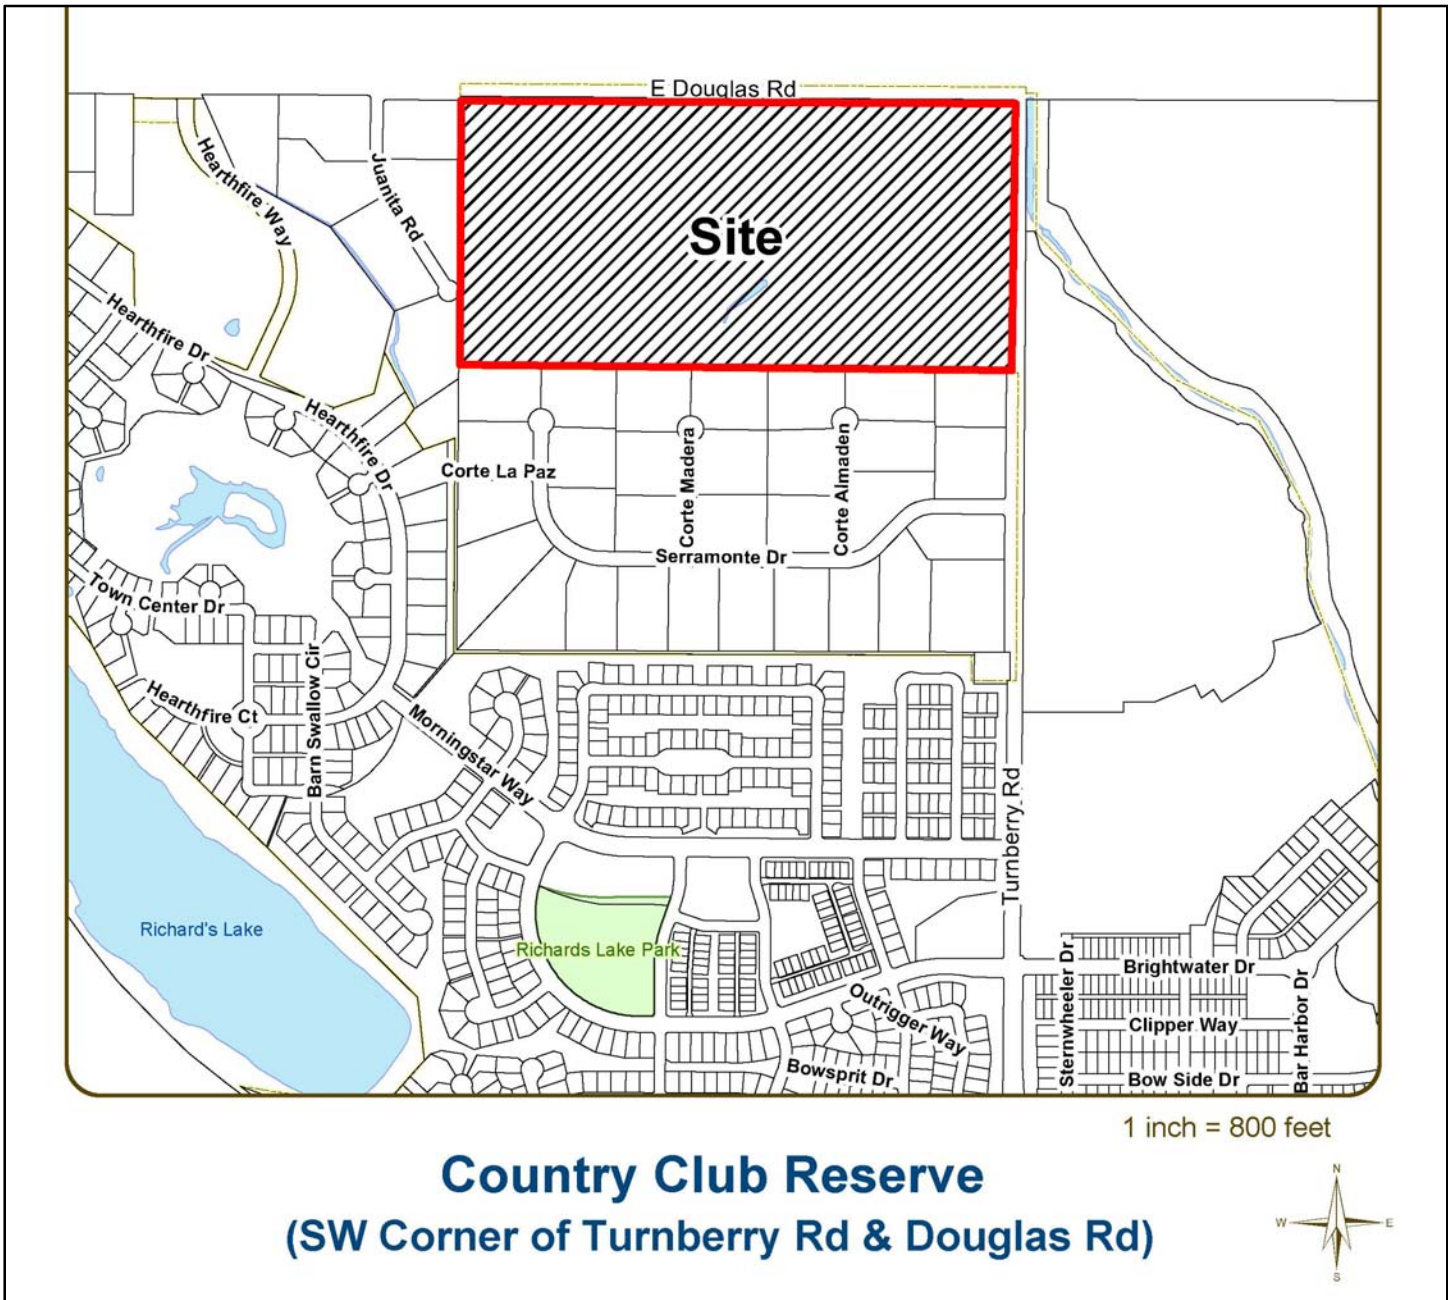 E Douglas Rd
Hearthfire Way
Juanita Rd
Site
Hearthfire Dr
Hearthfire Dr
Corte La Paz
Corte Madera
Corte Almaden
Serramonte Dr
Town Center Dr
Barn Swallow Cir
Hearthfire Ct
Morningstar Way
Turnberry Rd
Richard's Lake
Richards Lake Park
Outrigger Way
Bowsprit Dr
Sternwheeler Dr
Brightwater Dr
Clipper Way
Bow Side Dr
Bar Harbor Dr
1 inch = 800 feet
Country Club Reserve
(SW Corner of Turnberry Rd & Douglas Rd)
N
W
E
S